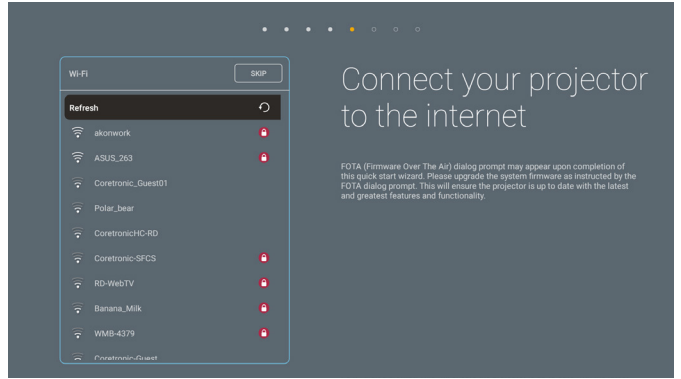 Wi-Fi
SKIP
Refresh
akonwork
ASUS_263
Coretronic_Guest01
Polar_bear
CoretronicHC-RD
Coretronic-SFCS
RD-WebTV
Banana_Milk
WMB-4379
Coretronic-Guest
Connect your projector
to the internet
FOTA (Firmware Over The Air) dialog prompt may appear upon completion of
this quick start wizard. Please upgrade the system firmware as instructed by the
FOTA dialog prompt. This will ensure the projector is up to date with the latest
and greatest features and functionality.